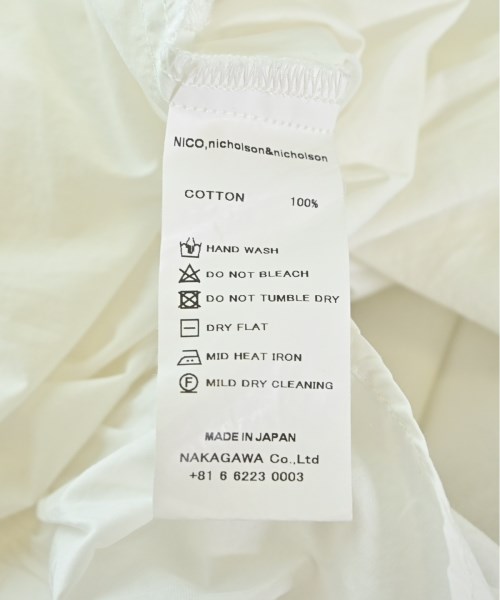 NICO,nicholson&nicholson
COTTON 100%
HAND WASH
DO NOT BLEACH
DO NOT TUMBLE DRY
DRY FLAT
MID HEAT IRON
F MILD DRY CLEANING
MADE IN JAPAN
NAKAGAWA Co.,Ltd
+81 6 6223 0003